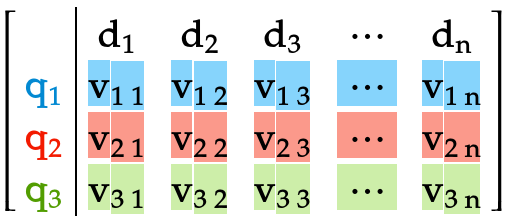 d₁ d₂ d₃ ⋯ dₙ
q₁ v₁ ₁ v₁ ₂ v₁ ₃ ⋯ v₁ ₙ
q₂ v₂ ₁ v₂ ₂ v₂ ₃ ⋯ v₂ ₙ
q₃ v₃ ₁ v₃ ₂ v₃ ₃ ⋯ v₃ ₙ